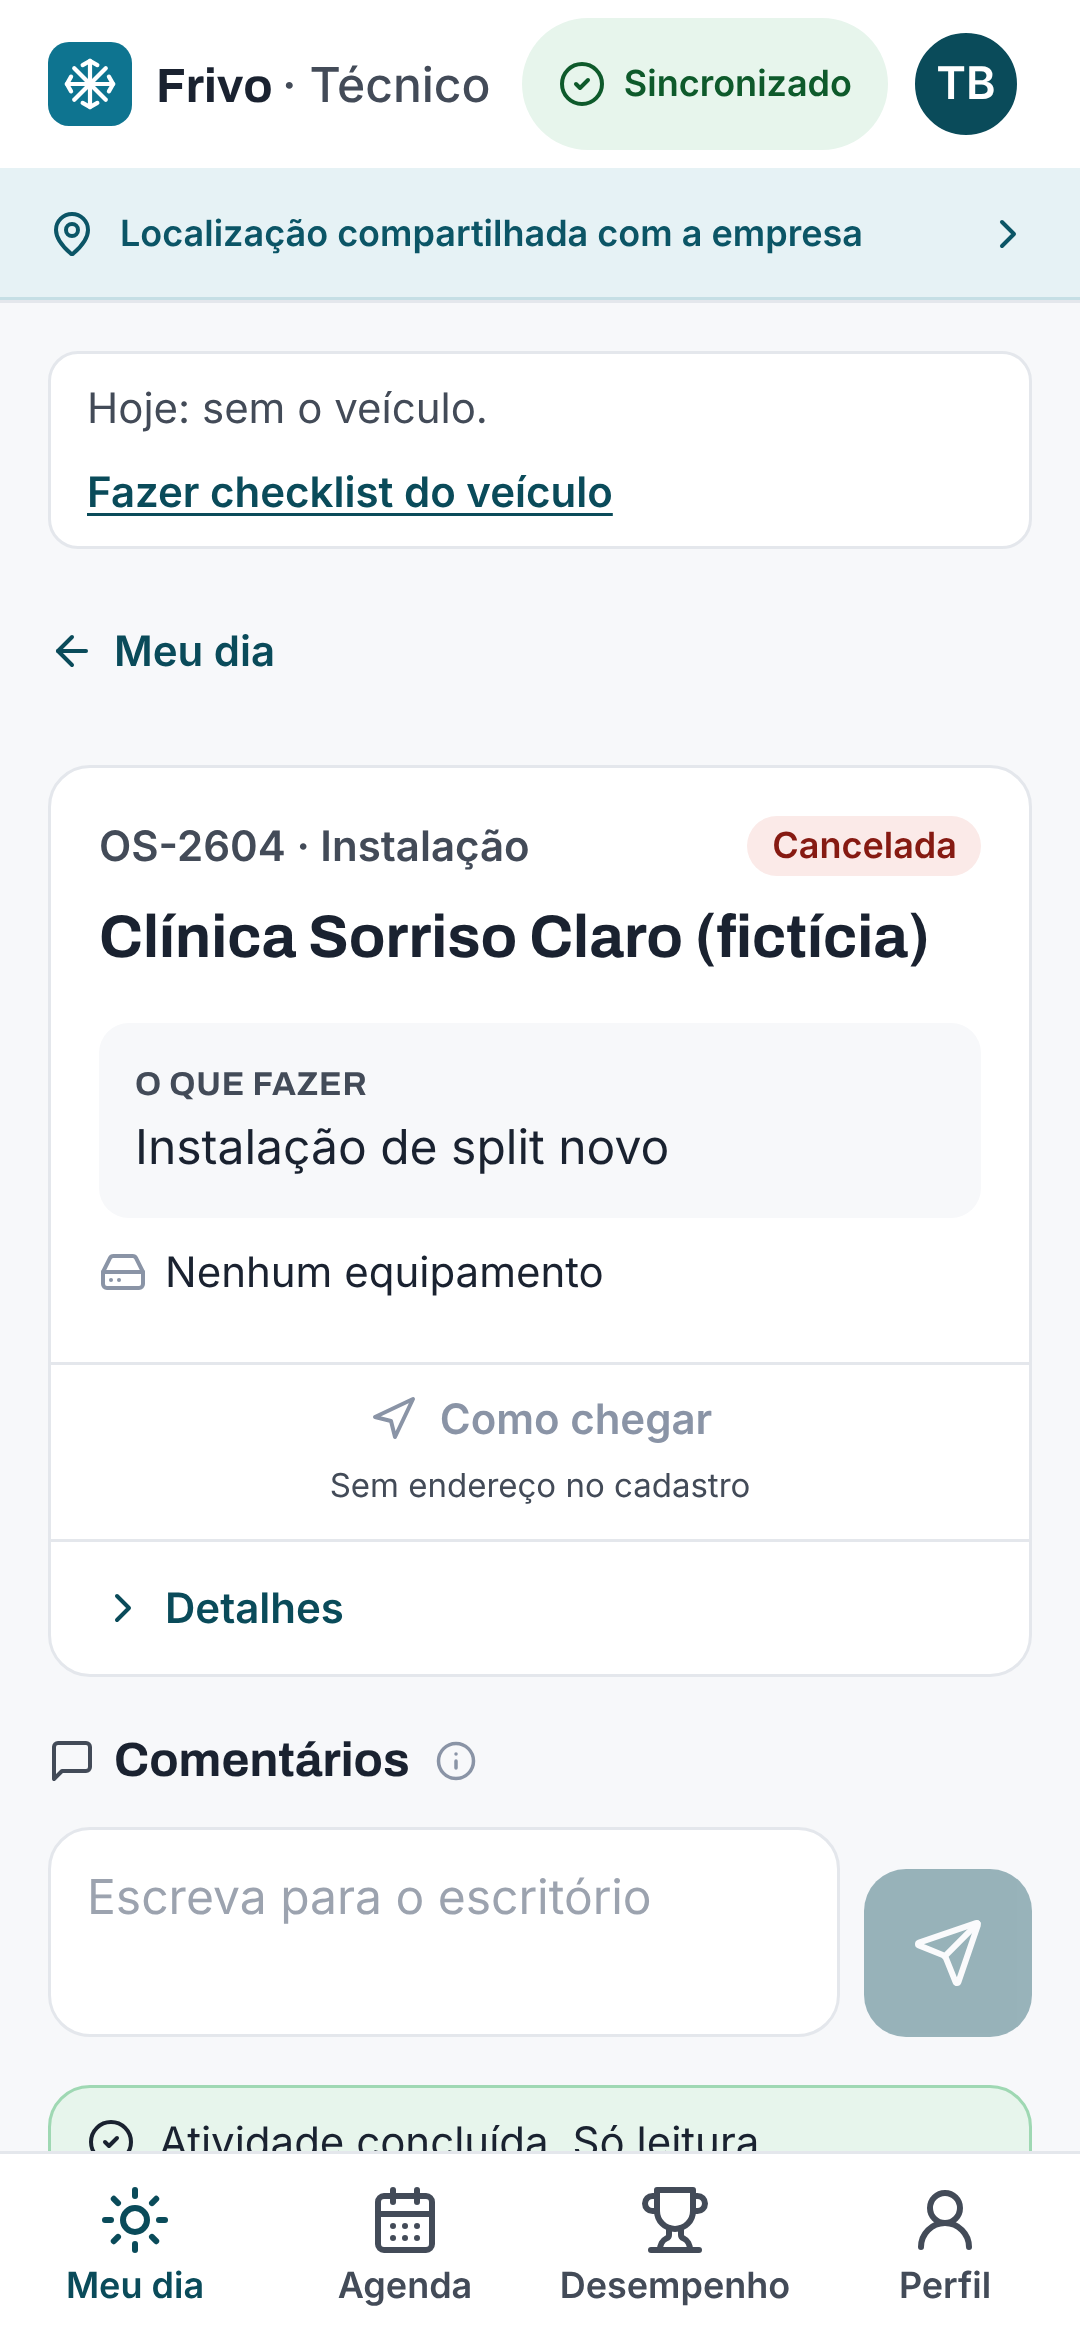 Frivo · Técnico
Sincronizado
TB
Localização compartilhada com a empresa
Hoje: sem o veículo.
Fazer checklist do veículo
Meu dia
OS-2604 · Instalação
Cancelada
Clínica Sorriso Claro (fictícia)
O QUE FAZER
Instalação de split novo
Nenhum equipamento
Como chegar
Sem endereço no cadastro
Detalhes
Comentários
Escreva para o escritório
Atividade concluída. Só leitura
Meu dia
Agenda
Desempenho
Perfil